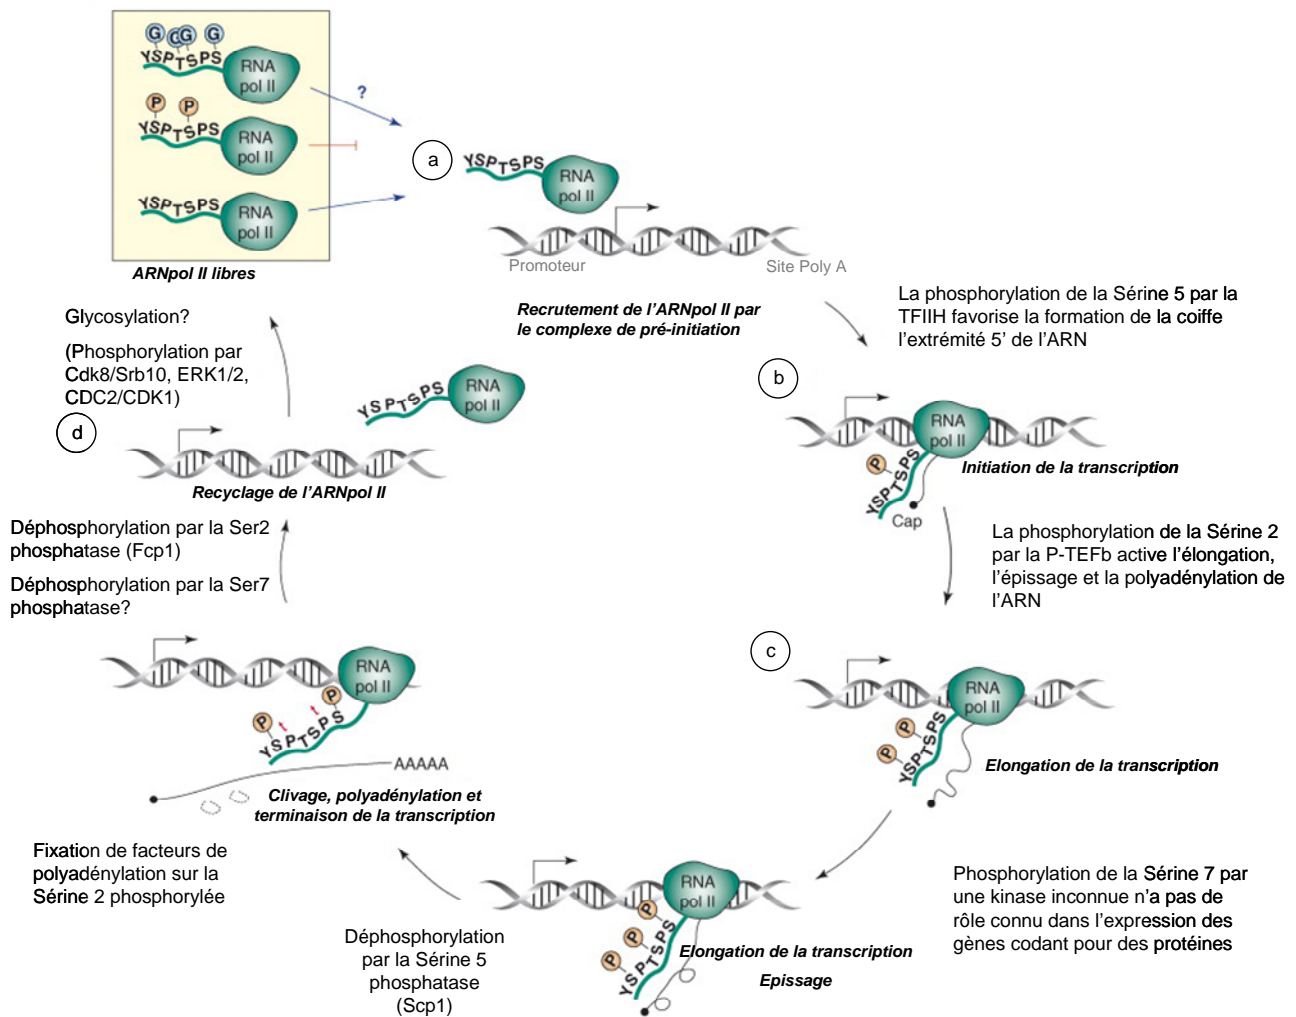 G
C
G
G
YSPTSPS
RNA
pol II
?
P
P
YSPTSPS
RNA
pol II
YSPTSPS
RNA
pol II
ARNpol II libres
a
YSPTSPS
RNA
pol II
Promoteur
Site Poly A
Recrutement de l'ARNpol II par
le complexe de pré-initiation
La phosphorylation de la Sérine 5 par la
TFIIH favorise la formation de la coiffe
l'extrémité 5' de l'ARN
b
RNA
pol II
P
YSPTSPS
Cap
Initiation de la transcription
La phosphorylation de la Sérine 2
par la P-TEFb active l'élongation,
l'épissage et la polyadénylation de
l'ARN
c
RNA
pol II
P
P
YSPTSPS
Elongation de la transcription
Phosphorylation de la Sérine 7 par
une kinase inconnue n'a pas de
rôle connu dans l'expression des
gènes codant pour des protéines
RNA
pol II
P
P
P
YSPTSPS
Elongation de la transcription
Epissage
Déphosphorylation
par la Sérine 5
phosphatase
(Scp1)
RNA
pol II
P
P
YSPTSPS
AAAAA
Clivage, polyadénylation et
terminaison de la transcription
Fixation de facteurs de
polyadénylation sur la
Sérine 2 phosphorylée
Déphosphorylation par la Ser2
phosphatase (Fcp1)
Déphosphorylation par la Ser7
phosphatase?
d
YSPTSPS
RNA
pol II
Recyclage de l'ARNpol II
Glycosylation?
(Phosphorylation par
Cdk8/Srb10, ERK1/2,
CDC2/CDK1)